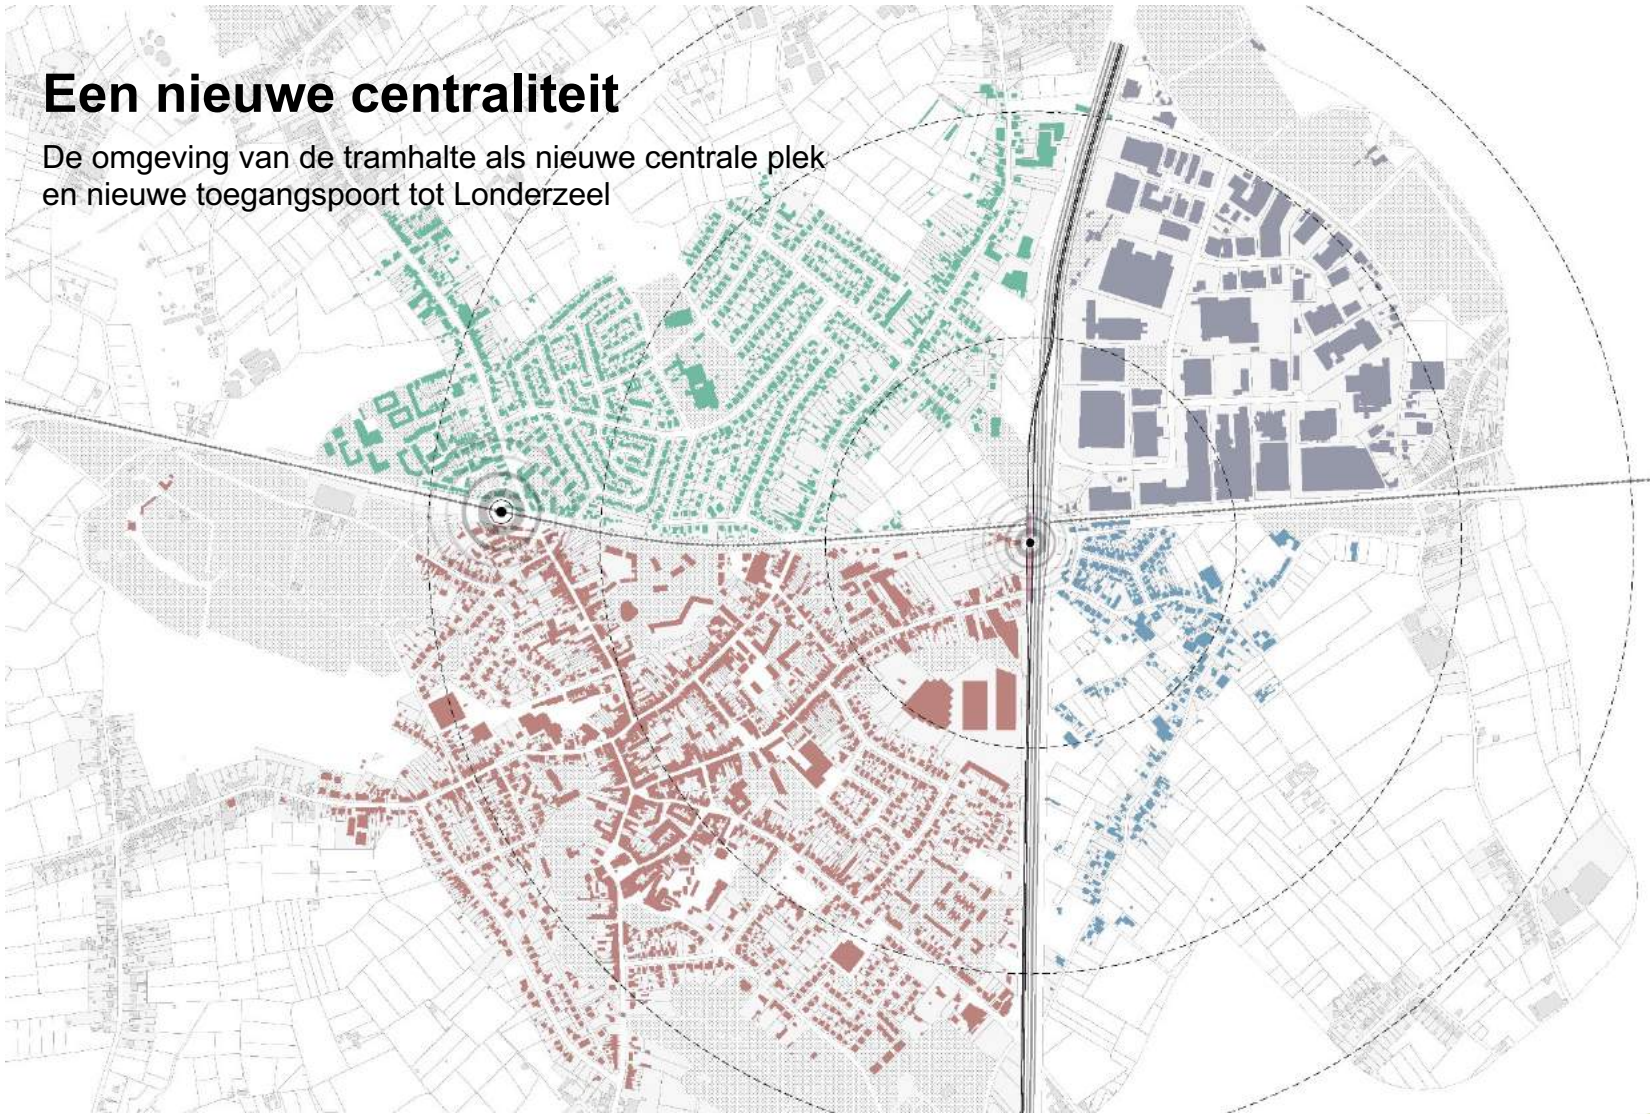 Een nieuwe centraliteit
De omgeving van de tramhalte als nieuwe centrale plek
en nieuwe toegangspoort tot Londerzeel